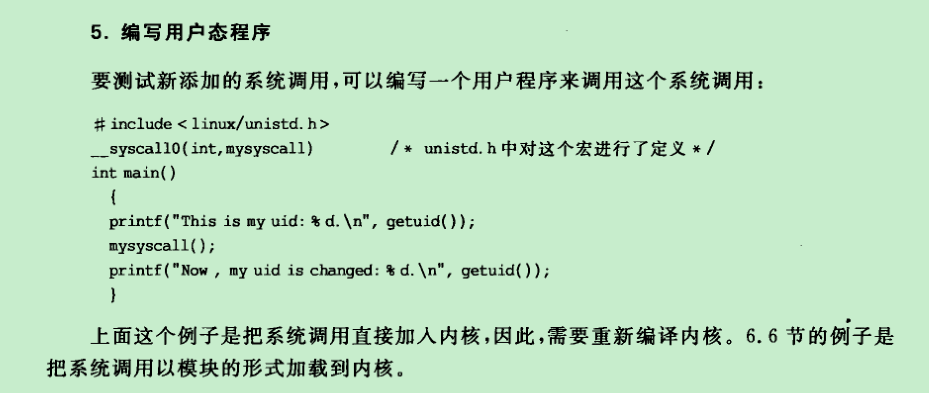 5. 编写用户态程序
要测试新添加的系统调用,可以编写一个用户程序来调用这个系统调用:
# include < linux/unistd. h>
__syscall0(int,mysyscall) / * unistd. h 中对这个宏进行了定义 * /
int main()
{
printf("This is my uid: % d. \n", getuid());
mysyscall();
printf("Now , my uid is changed: % d. \n", getuid());
}
上面这个例子是把系统调用直接加入内核,因此,需要重新编译内核。6.6 节的例子是
把系统调用以模块的形式加载到内核。